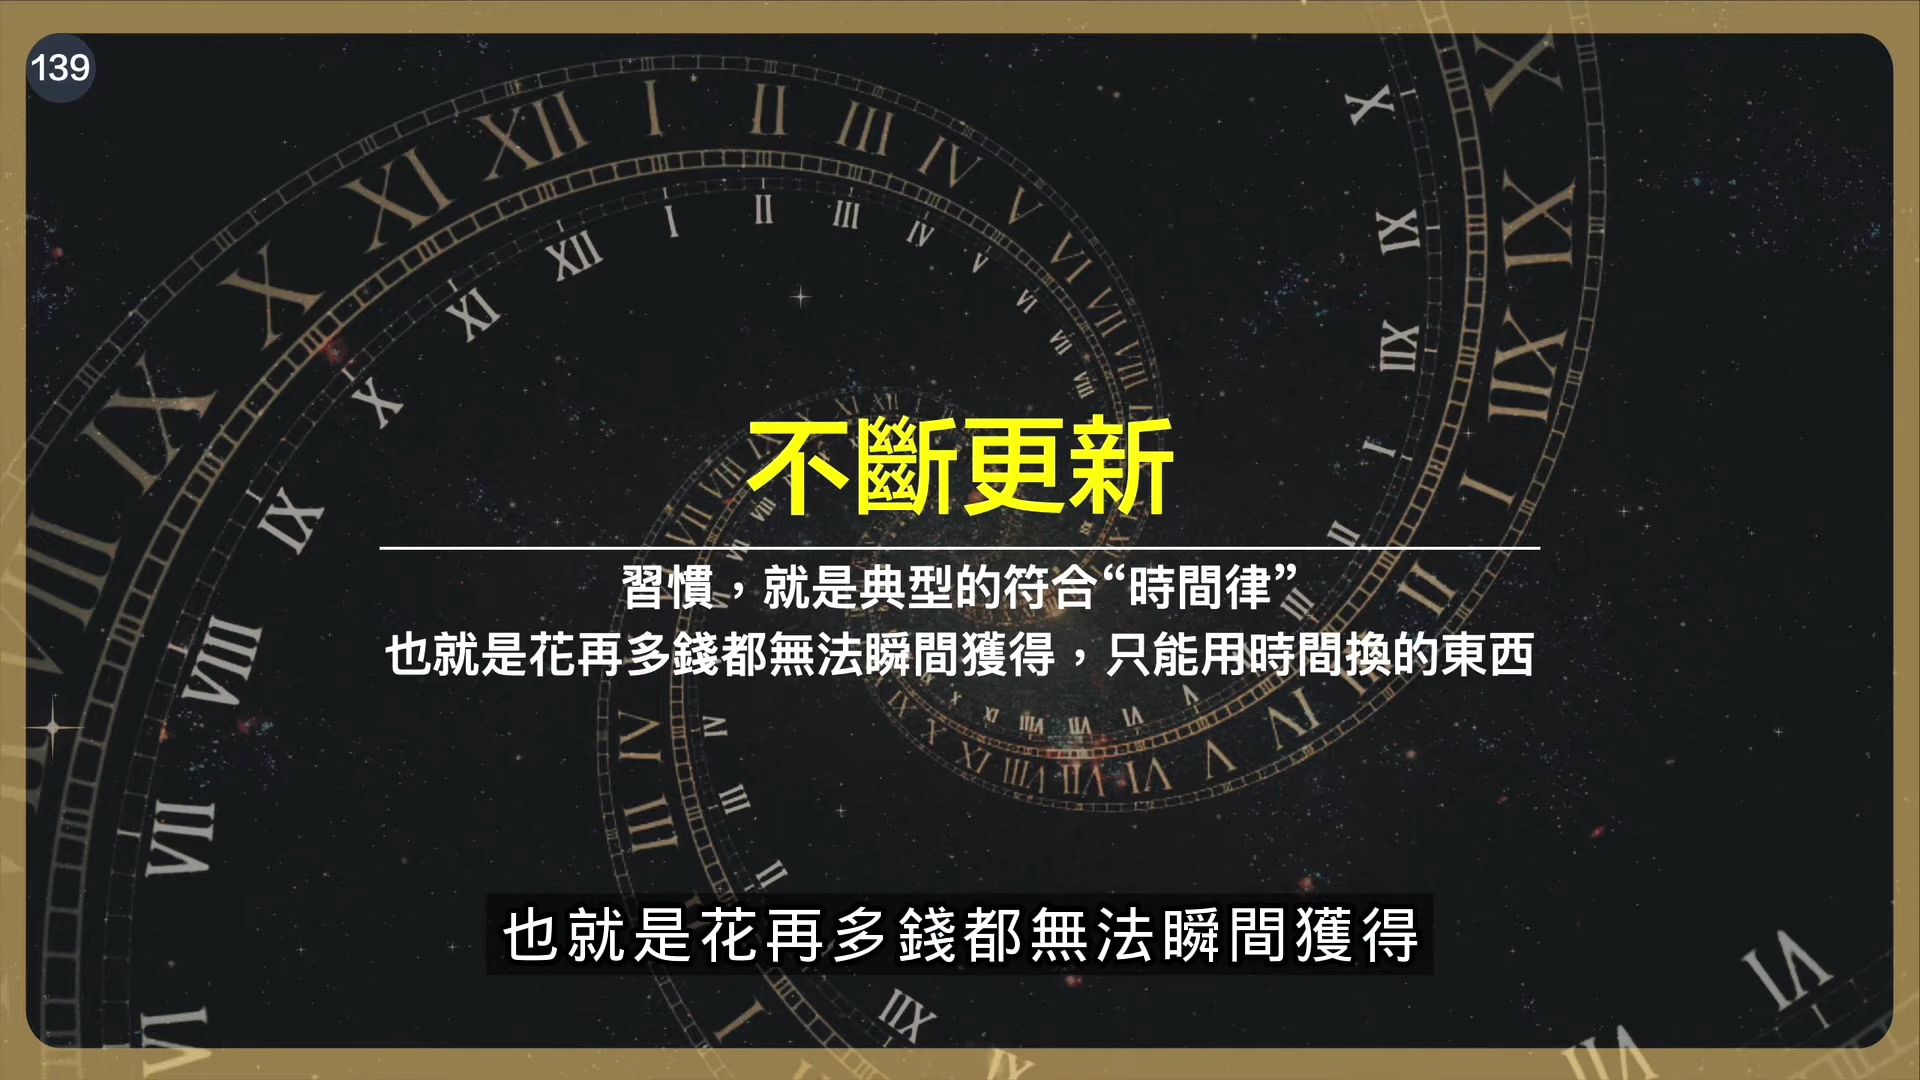 139
不斷更新
習慣，就是典型的符合“時間律”
也就是花再多錢都無法瞬間獲得，只能用時間換的東西
也就是花再多錢都無法瞬間獲得